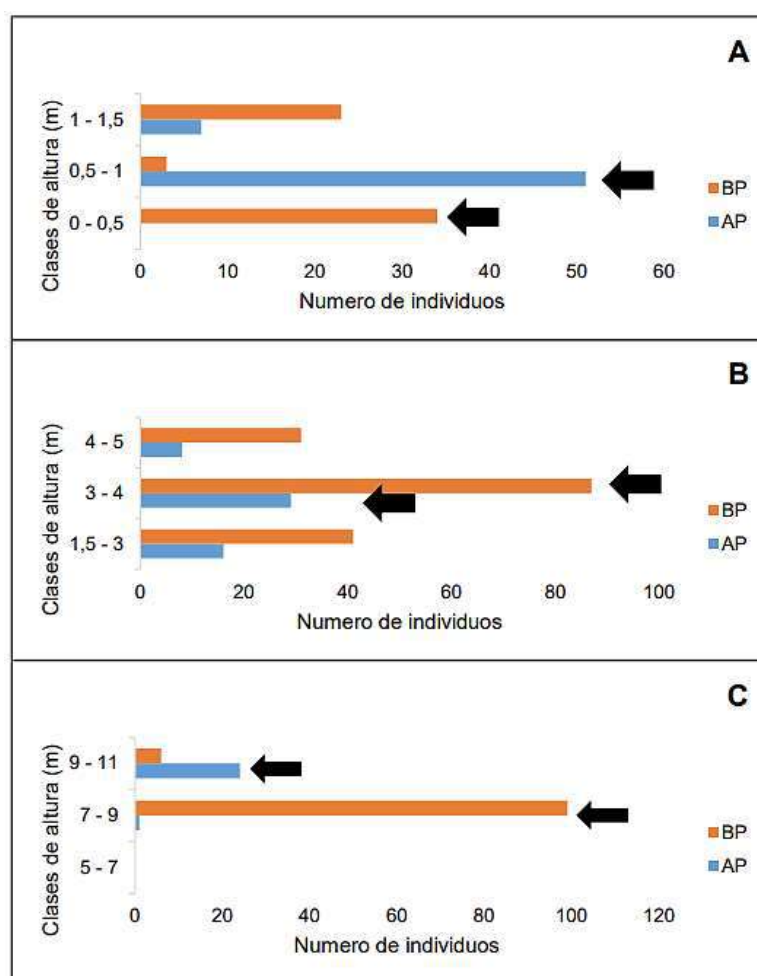 A
Clases de altura (m)
1 - 1,5
0,5 - 1
0 - 0,5
BP
AP
0 10 20 30 40 50 60
Numero de individuos
B
Clases de altura (m)
4 - 5
3 - 4
1,5 - 3
BP
AP
0 20 40 60 80 100
Numero de individuos
C
Clases de altura (m)
9 - 11
7 - 9
5 - 7
BP
AP
0 20 40 60 80 100 120
Numero de individuos